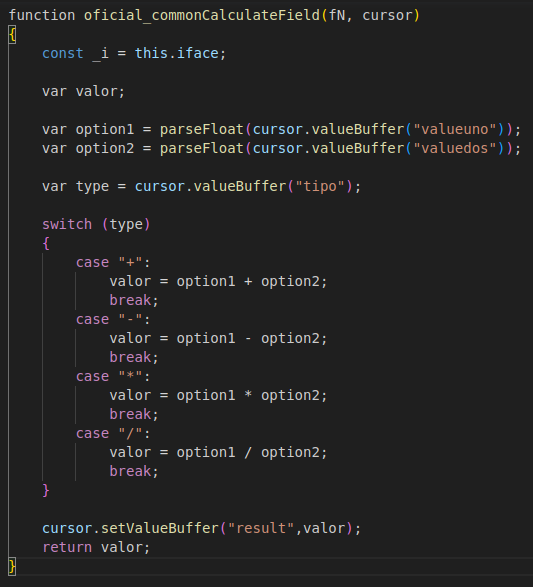 function oficial_commonCalculateField(fN, cursor)
{
    const _i = this.iface;
    var valor;
    var option1 = parseFloat(cursor.valueBuffer("valueuno"));
    var option2 = parseFloat(cursor.valueBuffer("valuedos"));
    var type = cursor.valueBuffer("tipo");
    switch (type)
    {
        case "+":
            valor = option1 + option2;
            break;
        case "-":
            valor = option1 - option2;
            break;
        case "*":
            valor = option1 * option2;
            break;
        case "/":
            valor = option1 / option2;
            break;
    }
    cursor.setValueBuffer("result",valor);
    return valor;
}